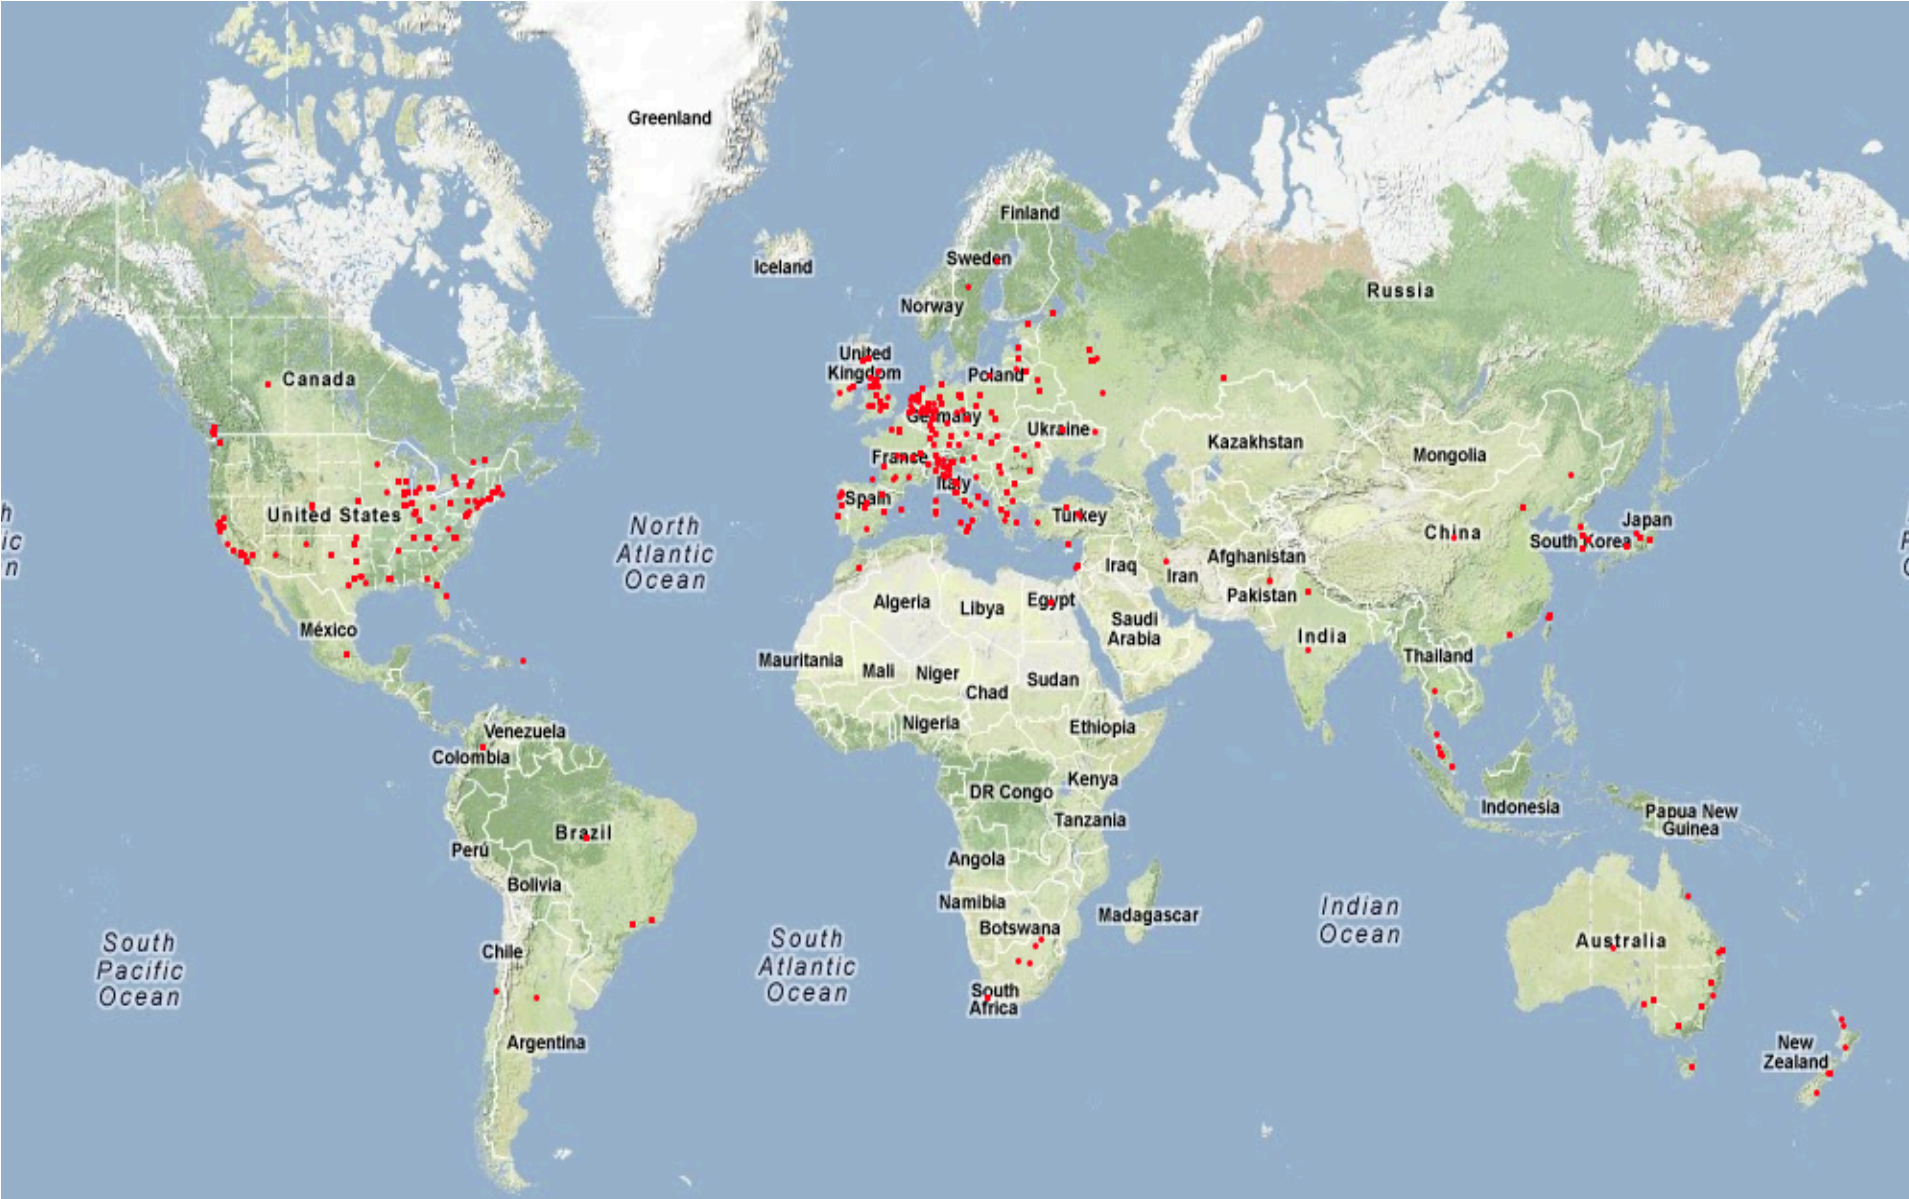 Greenland
Finland
Sweden
Iceland
Russia
Norway
United
Kingdom
Canada
Poland
Germany
Ukraine
Kazakhstan
France
Mongolia
Italy
Spain
United States
Turkey
China
Japan
South Korea
North
Atlantic
Ocean
Afghanistan
Iraq
Iran
Pakistan
Algeria
Libya
Egypt
Saudi
Arabia
México
India
Thailand
Mauritania
Mali
Niger
Chad
Sudan
Nigeria
Ethiopia
Venezuela
Colombia
Kenya
DR Congo
Indonesia
Papua New
Guinea
Tanzania
Brazil
Perú
Angola
Bolivia
Namibia
Madagascar
Botswana
Indian
Ocean
South
Pacific
Ocean
Chile
South
Atlantic
Ocean
Australia
South
Africa
Argentina
New
Zealand